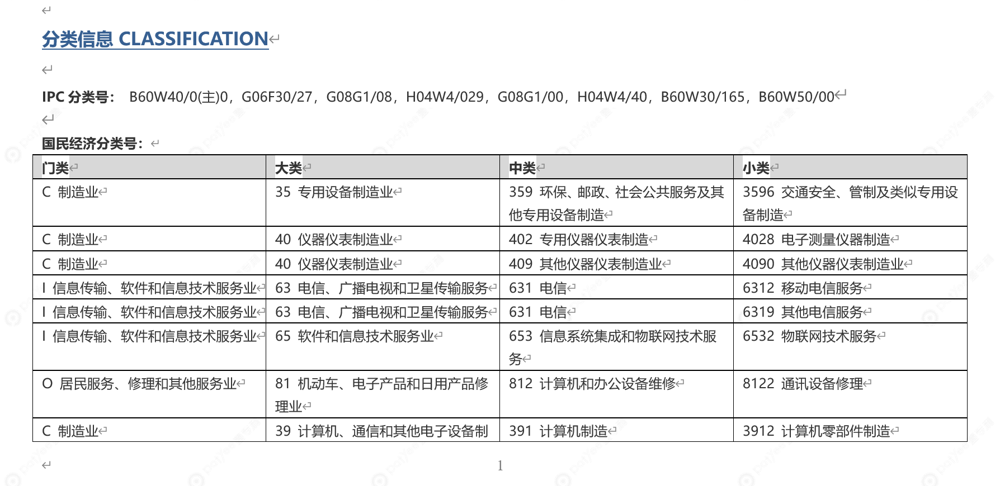 分类信息 CLASSIFICATION
IPC 分类号： B60W40/0(主)0，G06F30/27，G08G1/08，H04W4/029，G08G1/00，H04W4/40，B60W30/165，B60W50/00
国民经济分类号：
门类 大类 中类 小类
C 制造业 35 专用设备制造业 359 环保、邮政、社会公共服务及其 3596 交通安全、管制及类似专用设
他专用设备制造 备制造
C 制造业 40 仪器仪表制造业 402 专用仪器仪表制造 4028 电子测量仪器制造
C 制造业 40 仪器仪表制造业 409 其他仪器仪表制造业 4090 其他仪器仪表制造业
I 信息传输、软件和信息技术服务业 63 电信、广播电视和卫星传输服务 631 电信 6312 移动电信服务
I 信息传输、软件和信息技术服务业 63 电信、广播电视和卫星传输服务 631 电信 6319 其他电信服务
I 信息传输、软件和信息技术服务业 65 软件和信息技术服务业 653 信息系统集成和物联网技术服 6532 物联网技术服务
务
O 居民服务、修理和其他服务业 81 机动车、电子产品和日用产品修 812 计算机和办公设备维修 8122 通讯设备修理
理业
C 制造业 39 计算机、通信和其他电子设备制 391 计算机制造 3912 计算机零部件制造
1